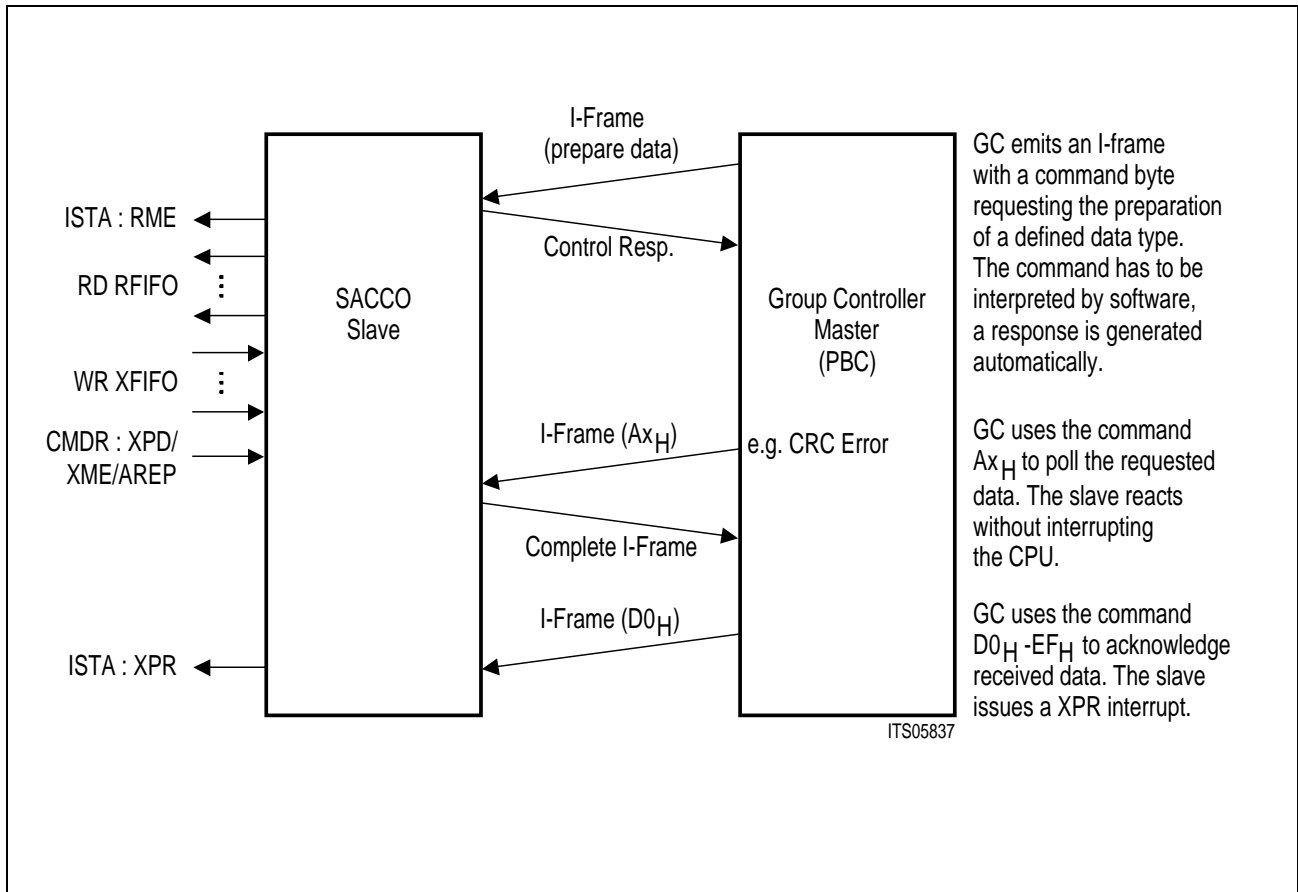 I-Frame
(prepare data)
GC emits an I-frame
with a command byte
requesting the preparation
of a defined data type.
The command has to be
interpreted by software,
a response is generated
automatically.
ISTA : RME
Control Resp.
RD RFIFO
SACCO
Slave
Group Controller
Master
(PBC)
WR XFIFO
CMDR : XPD/
XME/AREP
I-Frame (AxH)
e.g. CRC Error
GC uses the command
AxH to poll the requested
data. The slave reacts
without interrupting
the CPU.
Complete I-Frame
I-Frame (D0H)
GC uses the command
D0H -EFH to acknowledge
received data. The slave
issues a XPR interrupt.
ISTA : XPR
ITS05837